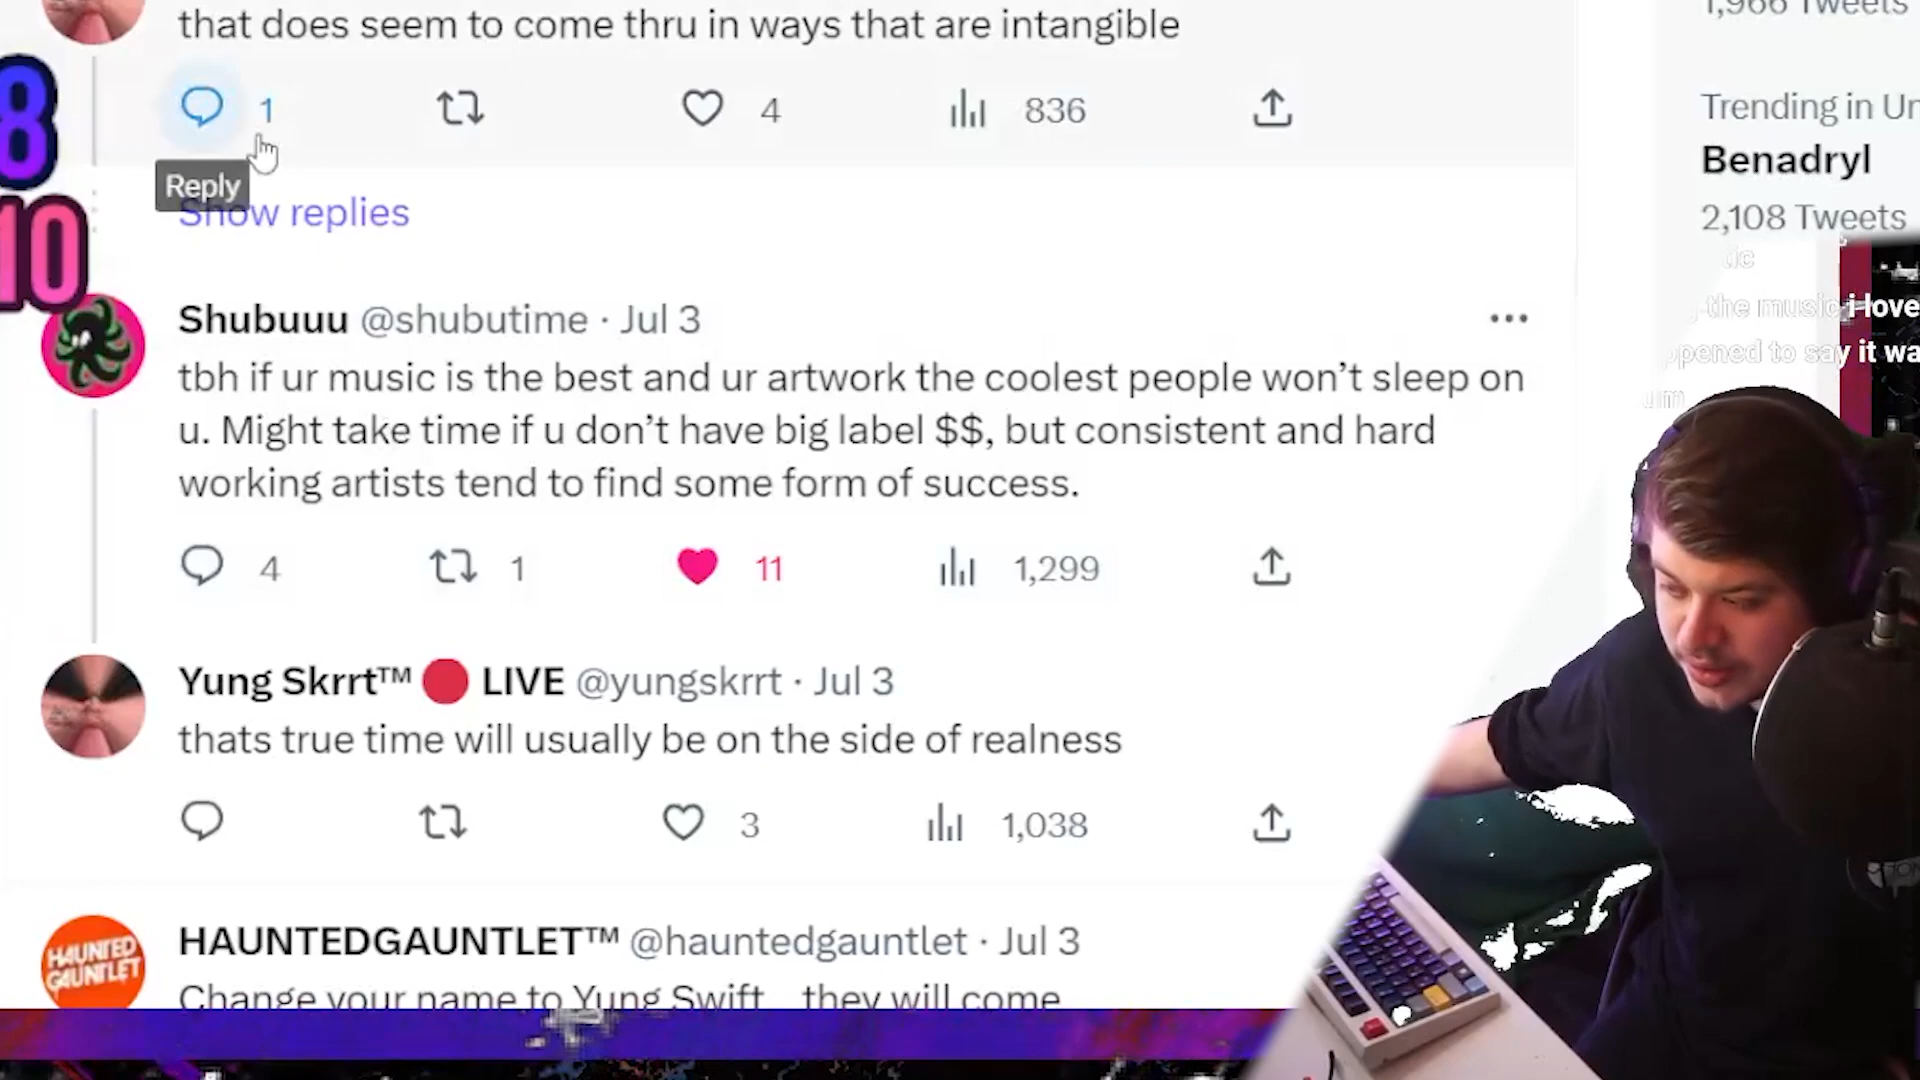 that does seem to come thru in ways that are intangible
1
4
836
Reply
Show replies
8
10
Shubuuu @shubutime · Jul 3
tbh if ur music is the best and ur artwork the coolest people won’t sleep on
u. Might take time if u don’t have big label $$, but consistent and hard
working artists tend to find some form of success.
4
1
11
1,299
Yung Skrrt™ 🔴 LIVE @yungskrrt · Jul 3
thats true time will usually be on the side of realness
3
1,038
HAUNTED
GAUNTLET
HAUNTEDGAUNTLET™ @hauntedgauntlet · Jul 3
Change your name to Yung Swift... they will come
1,966 Tweets
Trending in
Benadryl
2,108 Tweets
the music i love
to say it